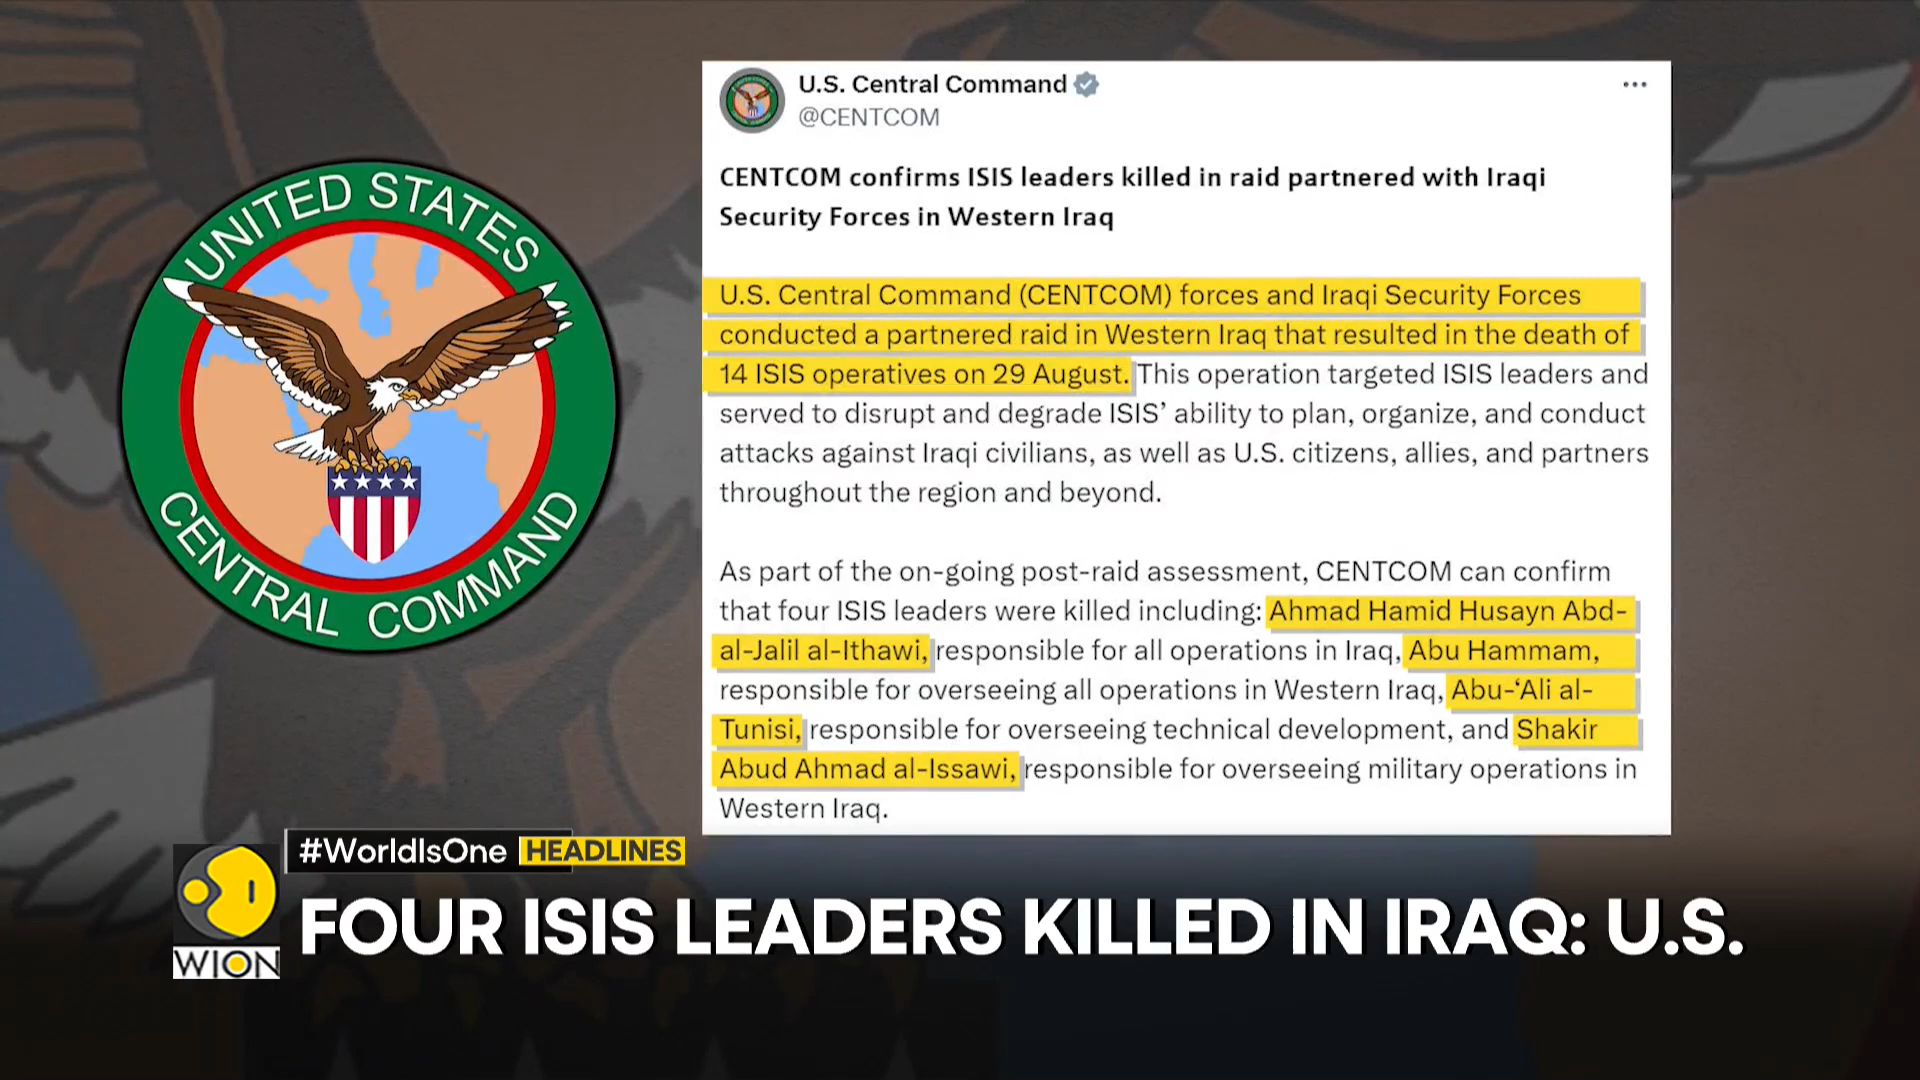 UNITED STATES
CENTRAL COMMAND
U.S. Central Command
@CENTCOM
CENTCOM confirms ISIS leaders killed in raid partnered with Iraqi
Security Forces in Western Iraq
U.S. Central Command (CENTCOM) forces and Iraqi Security Forces
conducted a partnered raid in Western Iraq that resulted in the death of
14 ISIS operatives on 29 August. This operation targeted ISIS leaders and
served to disrupt and degrade ISIS’ ability to plan, organize, and conduct
attacks against Iraqi civilians, as well as U.S. citizens, allies, and partners
throughout the region and beyond.
As part of the on-going post-raid assessment, CENTCOM can confirm
that four ISIS leaders were killed including: Ahmad Hamid Husayn Abd-
al-Jalil al-Ithawi, responsible for all operations in Iraq, Abu Hammam,
responsible for overseeing all operations in Western Iraq, Abu-‘Ali al-
Tunisi, responsible for overseeing technical development, and Shakir
Abud Ahmad al-Issawi, responsible for overseeing military operations in
Western Iraq.
#WorldIsOne HEADLINES
FOUR ISIS LEADERS KILLED IN IRAQ: U.S.
WION